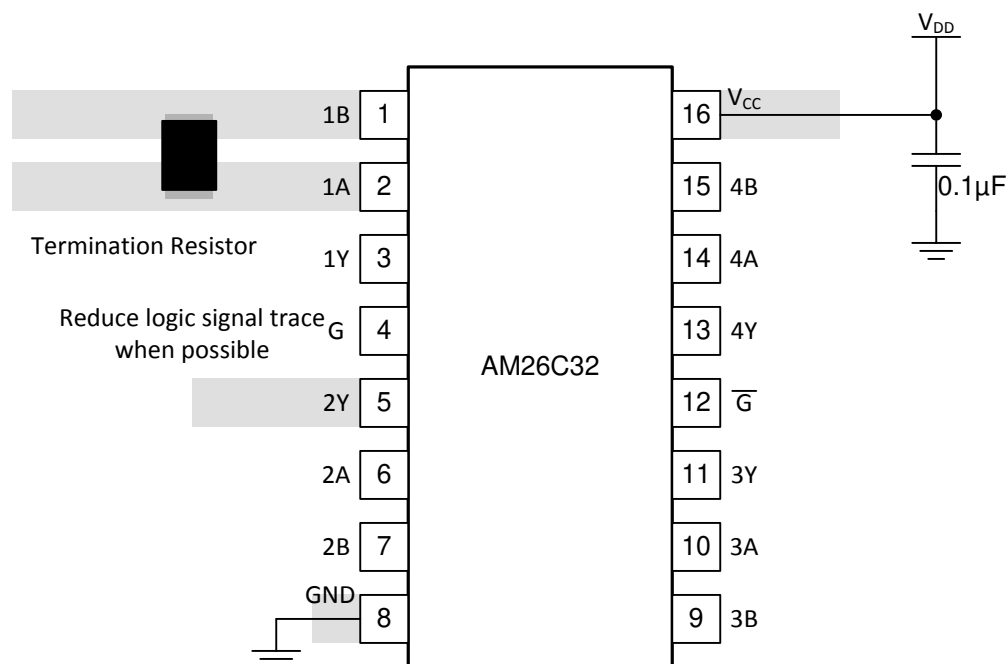 V_DD
1B 1 16 V_CC
1A 2 15 4B
0.1µF
Termination Resistor
1Y 3 14 4A
Reduce logic signal trace
when possible
G 4 13 4Y
AM26C32
2Y 5 12 G̅
2A 6 11 3Y
2B 7 10 3A
GND 8 9 3B